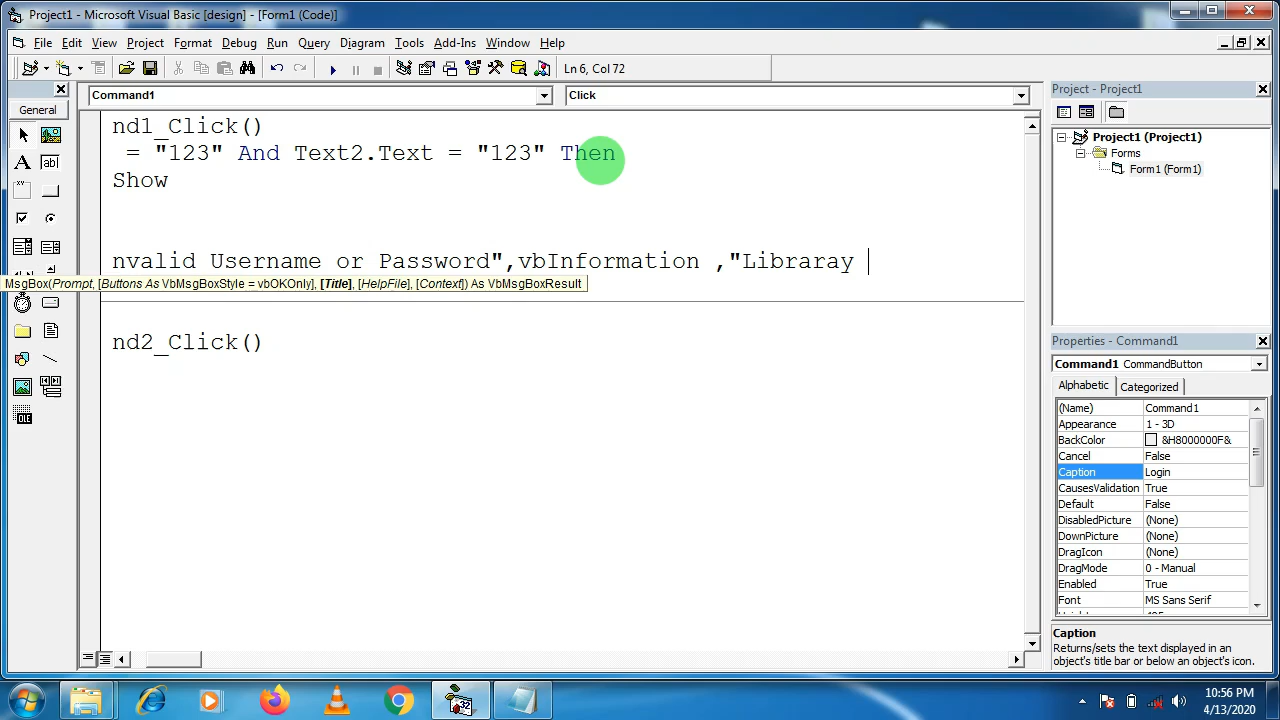 Project1 - Microsoft Visual Basic [design] - [Form1 (Code)]
File Edit View Project Format Debug Run Query Diagram Tools Add-Ins Window Help
Ln 6, Col 72
General
Command1
Click
nd1_Click()
= "123" And Text2.Text = "123" Then
Show
nvalid Username or Password",vbInformation ,"Libraray
MsgBox(Prompt, [Buttons As VbMsgBoxStyle = vbOKOnly], [Title], [HelpFile], [Context]) As VbMsgBoxResult
nd2_Click()
Project - Project1
Project1 (Project1)
Forms
Form1 (Form1)
Properties - Command1
Command1 CommandButton
Alphabetic Categorized
(Name) Command1
Appearance 1 - 3D
BackColor &H8000000F&
Cancel False
Caption Login
CausesValidation True
Default False
DisabledPicture (None)
DownPicture (None)
DragIcon (None)
DragMode 0 - Manual
Enabled True
Font MS Sans Serif
Caption
Returns/sets the text displayed in an object's title bar or below an object's icon.
32
10:56 PM
4/13/2020